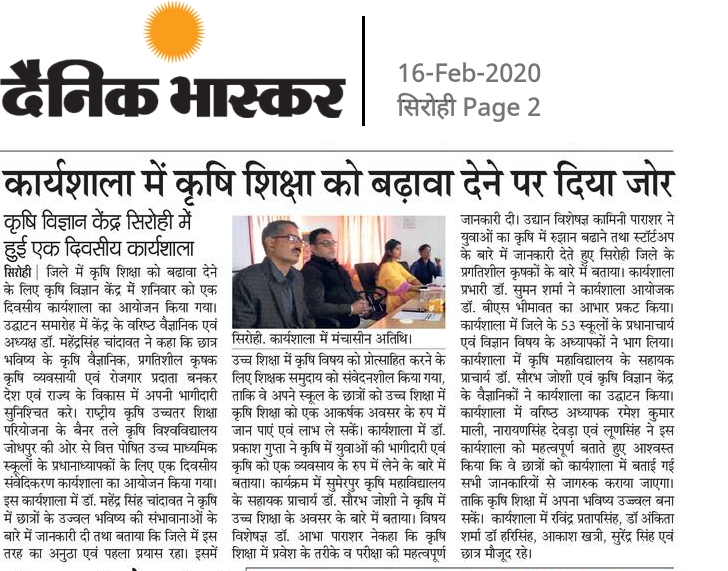 दैनिक भास्कर
16-Feb-2020
सिरोही Page 2
कार्यशाला में कृषि शिक्षा को बढ़ावा देने पर दिया जोर
कृषि विज्ञान केंद्र सिरोही में
हुई एक दिवसीय कार्यशाला
सिरोही | जिले में कृषि शिक्षा को बढावा देने
के लिए कृषि विज्ञान केंद्र में शनिवार को एक
दिवसीय कार्यशाला का आयोजन किया गया।
उद्घाटन समारोह में केंद्र के वरिष्ठ वैज्ञानिक एवं
अध्यक्ष डॉ. महेंद्रसिंह चांदावत ने कहा कि छात्र
भविष्य के कृषि वैज्ञानिक, प्रगतिशील कृषक
कृषि व्यवसायी एवं रोजगार प्रदाता बनकर
देश एवं राज्य के विकास में अपनी भागीदारी
सुनिश्चित करे। राष्ट्रीय कृषि उच्चतर शिक्षा
परियोजना के बैनर तले कृषि विश्वविद्यालय
जोधपुर की ओर से वित्त पोषित उच्च माध्यमिक
स्कूलों के प्रधानाध्यापकों के लिए एक दिवसीय
संवेदिकरण कार्यशाला का आयोजन किया गया।
इस कार्यशाला में डॉ. महेंद्र सिंह चांदावत ने कृषि
में छात्रों के उज्वल भविष्य की संभावानाओं के
बारे में जानकारी दी तथा बताया कि जिले में इस
तरह का अनुठा एवं पहला प्रयास रहा। इसमें
सिरोही. कार्यशाला में मंचासीन अतिथि।
उच्च शिक्षा में कृषि विषय को प्रोत्साहित करने के
लिए शिक्षक समुदाय को संवेदनशील किया गया,
ताकि वे अपने स्कूल के छात्रों को उच्च शिक्षा में
कृषि शिक्षा को एक आकर्षक अवसर के रुप में
जान पाएं एवं लाभ ले सकें। कार्यशाला में डॉ.
प्रकाश गुप्ता ने कृषि में युवाओं की भागीदारी एवं
कृषि को एक व्यवसाय के रुप में लेने के बारे में
बताया। कार्यक्रम में सुमेरपुर कृषि महाविद्यालय
के सहायक प्राचार्य डॉ. सौरभ जोशी ने कृषि में
उच्च शिक्षा के अवसर के बारे में बताया। विषय
विशेषज्ञ डॉ. आभा पाराशर नेकहा कि कृषि
शिक्षा में प्रवेश के तरीके व परीक्षा की महत्वपूर्ण
जानकारी दी। उद्यान विशेषज्ञ कामिनी पाराशर ने
युवाओं का कृषि में रुझान बढाने तथा स्टॉर्टअप
के बारे में जानकारी देते हुए सिरोही जिले के
प्रगतिशील कृषकों के बारे में बताया। कार्यशाला
प्रभारी डॉ. सुमन शर्मा ने कार्यशाला आयोजक
डॉ. बीएस भीमावत का आभार प्रकट किया।
कार्यशाला में जिले के 53 स्कूलों के प्रधानाचार्य
एवं विज्ञान विषय के अध्यापकों ने भाग लिया।
कार्यशाला में कृषि महाविद्यालय के सहायक
प्राचार्य डॉ. सौरभ जोशी एवं कृषि विज्ञान केंद्र
के वैज्ञानिकों ने कार्यशाला का उद्घाटन किया।
कार्यशाला में वरिष्ठ अध्यापक रमेश कुमार
माली, नारायणसिंह देवड़ा एवं लूणसिंह ने इस
कार्यशाला को महत्वपूर्ण बताते हुए आश्वस्त
किया कि वे छात्रों को कार्यशाला में बताई गई
सभी जानकारियों से जागरुक कराया जाएगा।
ताकि कृषि शिक्षा में अपना भविष्य उज्जवल बना
सकें। कार्यशाला में रविंद्र प्रतापसिंह, डॉ अंकिता
शर्मा डॉ हरिसिंह, आकाश खत्री, सुरेंद्र सिंह एवं
छात्र मौजूद रहे।